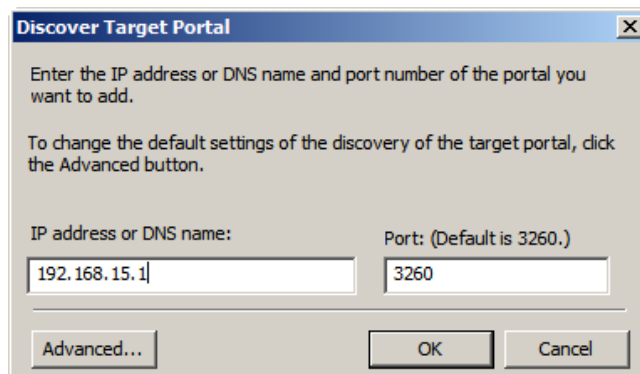 Discover Target Portal
Enter the IP address or DNS name and port number of the portal you
want to add.
To change the default settings of the discovery of the target portal, click
the Advanced button.
IP address or DNS name:
Port: (Default is 3260.)
192.168.15.1
3260
Advanced...
OK
Cancel